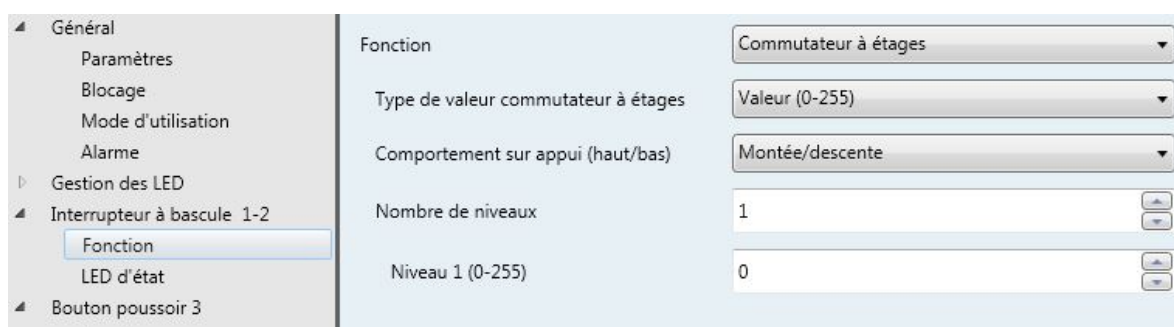 Général
Paramètres
Blocage
Mode d'utilisation
Alarme
Gestion des LED
Interrupteur à bascule 1-2
Fonction
LED d'état
Bouton poussoir 3
Fonction Commutateur à étages
Type de valeur commutateur à étages Valeur (0-255)
Comportement sur appui (haut/bas) Montée/descente
Nombre de niveaux 1
Niveau 1 (0-255) 0